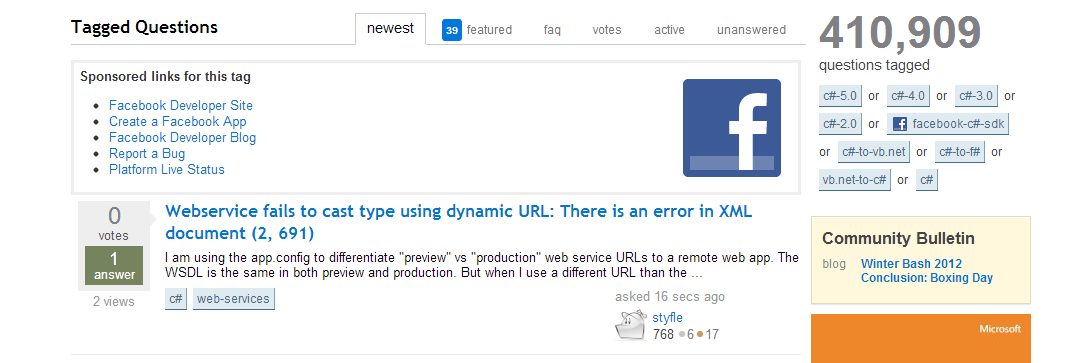 Tagged Questions
newest
39 featured
faq
votes
active
unanswered
Sponsored links for this tag
Facebook Developer Site
Create a Facebook App
Facebook Developer Blog
Report a Bug
Platform Live Status
0
votes
1
answer
2 views
Webservice fails to cast type using dynamic URL: There is an error in XML
document (2, 691)
I am using the app.config to differentiate "preview" vs "production" web service URLs to a remote web app. The
WSDL is the same in both preview and production. But when I use a different URL than the ...
c# web-services
asked 16 secs ago
styfle
768 ●6 ●17
410,909
questions tagged
c#-5.0 or c#-4.0 or c#-3.0 or
c#-2.0 or facebook-c#-sdk
or c#-to-vb.net or c#-to-f# or
vb.net-to-c# or c#
Community Bulletin
blog Winter Bash 2012
Conclusion: Boxing Day
Microsoft